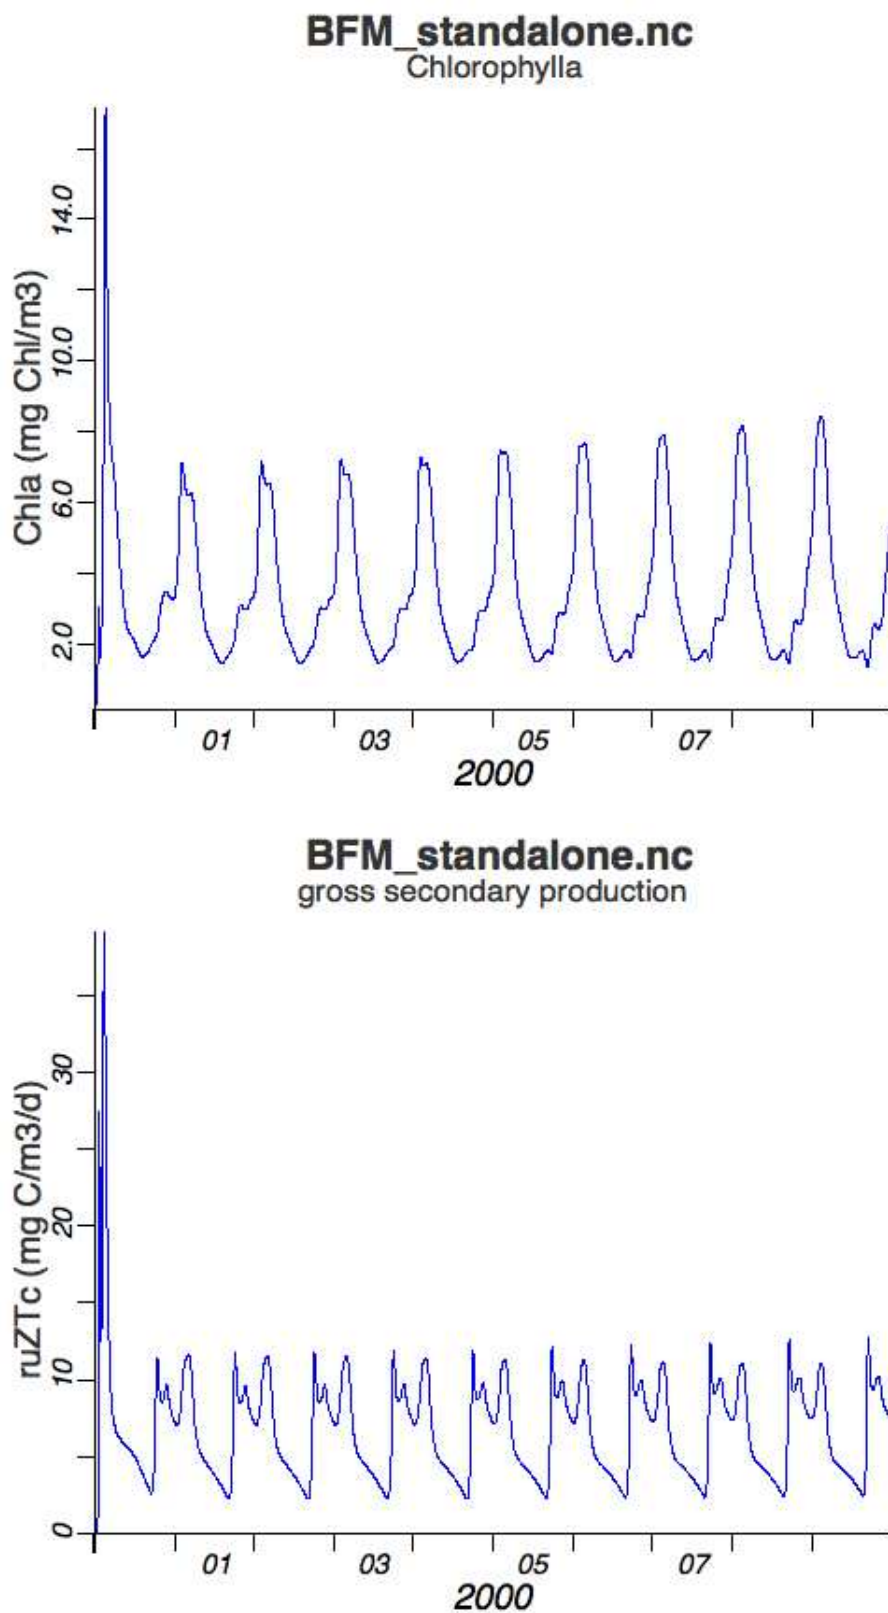 BFM_standalone.nc
Chlorophylla
Chla (mg Chl/m3)
14.0
10.0
6.0
2.0
01 03 05 07
2000
BFM_standalone.nc
gross secondary production
ruZTc (mg C/m3/d)
30
20
10
0
01 03 05 07
2000